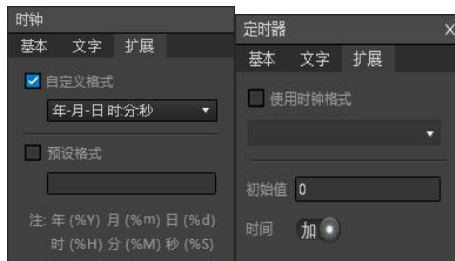 时钟
基本 文字 扩展
自定义格式
年-月-日 时:分:秒
预设格式
注: 年 (%Y) 月 (%m) 日 (%d)
时 (%H) 分 (%M) 秒 (%S)
定时器 X
基本 文字 扩展
使用时钟格式
初始值 0
时间 加